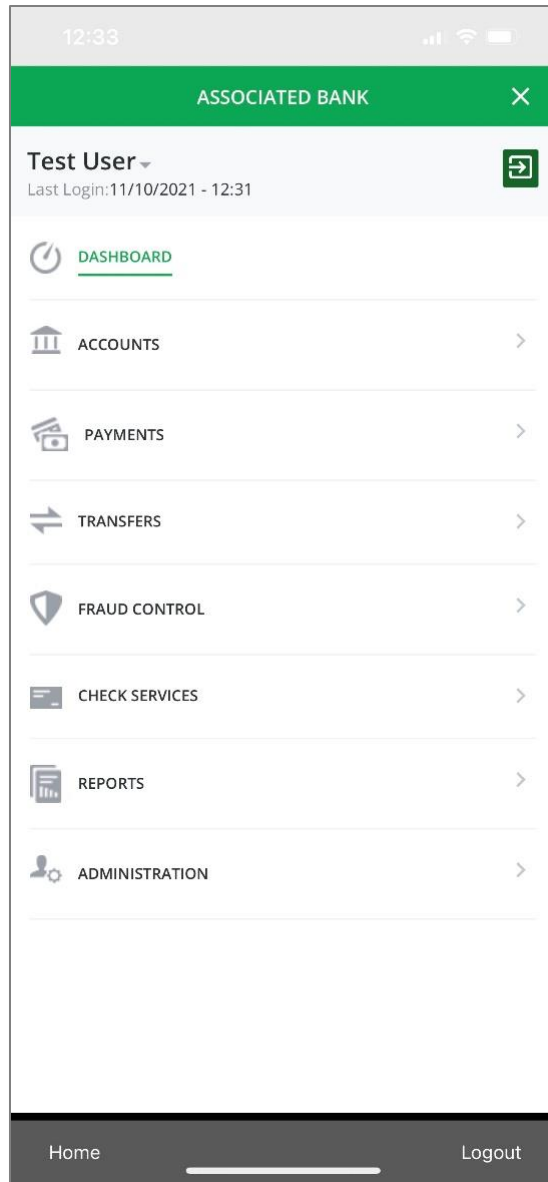 12:33
ASSOCIATED BANK
Test User
Last Login:11/10/2021 - 12:31
DASHBOARD
ACCOUNTS
PAYMENTS
TRANSFERS
FRAUD CONTROL
CHECK SERVICES
REPORTS
ADMINISTRATION
Home Logout